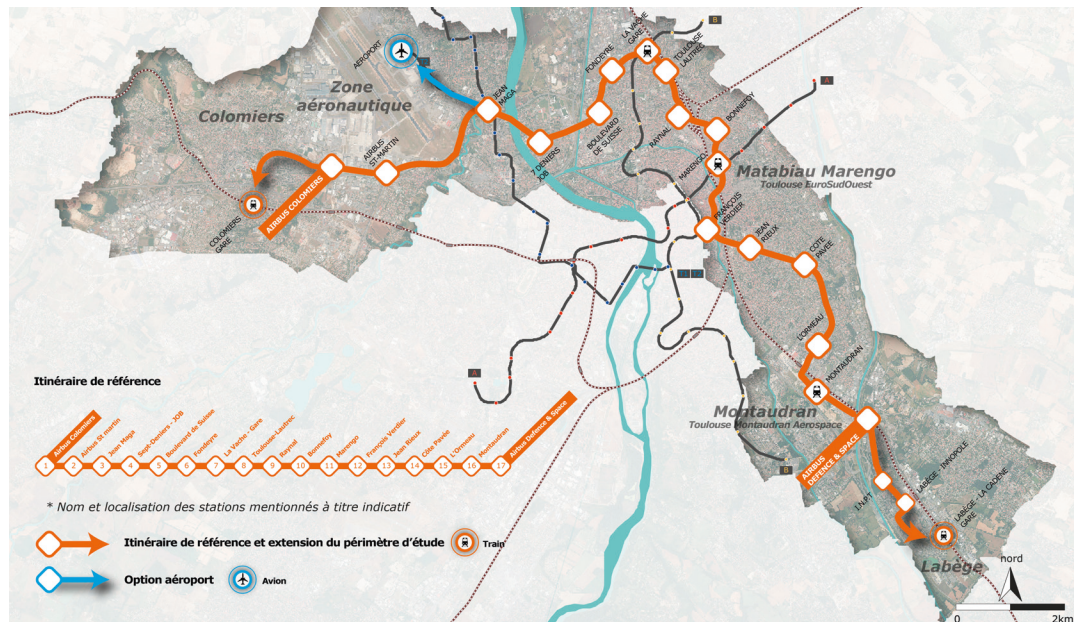 B
LA VACHE
GARE
TOULOUSE
LAUTREC
FONDEYRE
AÉROPORT
A
Zone
aéronautique
JEAN
MAGA
Colomiers
BONNEFOY
BOULEVARD
DE SUISSE
RAYNAL
AIRBUS
ST-MARTIN
7 DENIERS
JOB
MARENGO
Matabiau Marengo
Toulouse EuroSudOuest
AIRBUS COLOMIERS
COLOMIERS
GARE
FRANÇOIS
VERDIER
JEAN
RIEUX
COTE
PAVÉE
L'ORMEAU
A
MONTAUDRAN
Montaudran
Toulouse Montaudran Aerospace
AIRBUS
DEFENCE & SPACE
B
I.N.P.T
LABÈGE - INNOPOLE
LABÈGE - LA CADENE
GARE
Labège
nord
0 2km
Itinéraire de référence
Airbus Colomiers
Airbus St martin
Jean Maga
Sept-Deniers - JOB
Boulevard de Suisse
Fondeyre
La Vache - Gare
Toulouse-Lautrec
Raynal
Bonnefoy
Marengo
François Verdier
Jean Rieux
Côte Pavée
L'Ormeau
Montaudran
Airbus Defence & Space
1 2 3 4 5 6 7 8 9 10 11 12 13 14 15 16 17
* Nom et localisation des stations mentionnés à titre indicatif
Itinéraire de référence et extension du périmètre d'étude
Train
Option aéroport
Avion